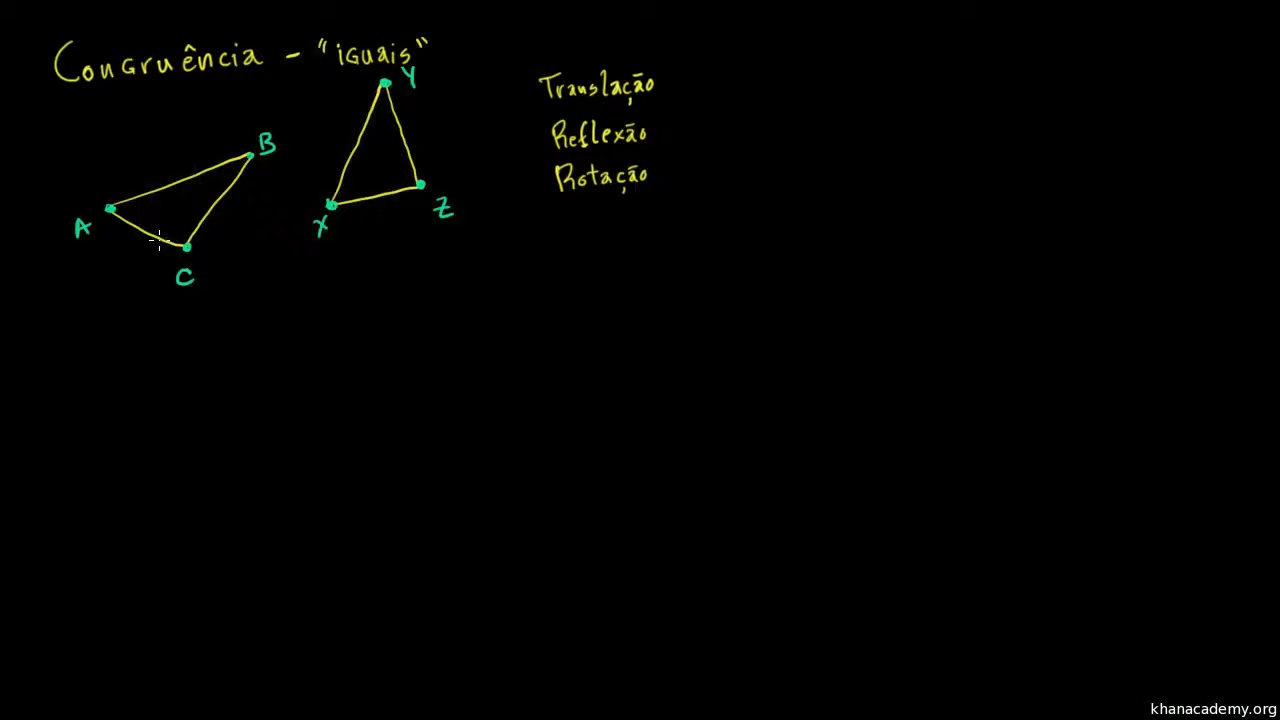 Congruência - "iguais"
Translação
Reflexão
Rotação
Y
B
A
X
Z
C
khanacademy.org